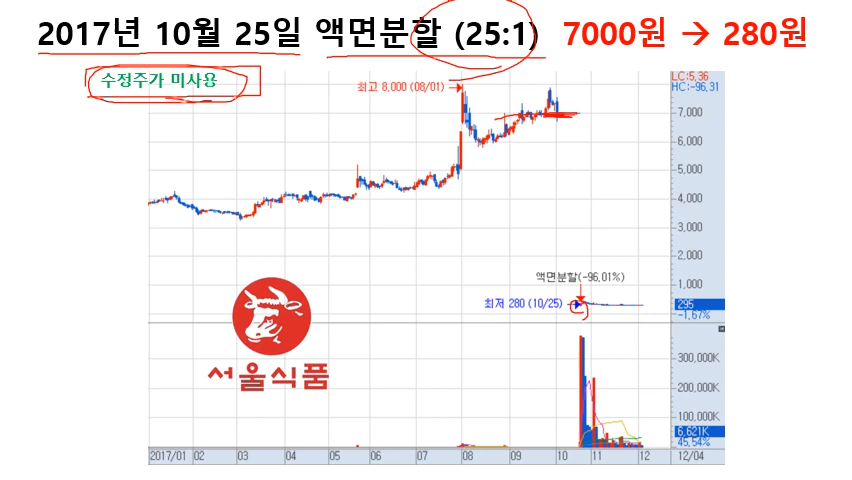 2017년 10월 25일 액면분할 (25:1) 7000원 → 280원
수정주가 미사용
LC:5,36
HC:-96,31
최고 8,000 (08/01)
7,000
6,000
5,000
4,000
3,000
2,000
액면분할(-96,01%)
1,000
최저 280 (10/25)
295
-1,67%
서울식품
300,000K
200,000K
100,000K
6,621K
45,54%
2017/01 02 03 04 05 06 07 08 09 10 11 12 12/04